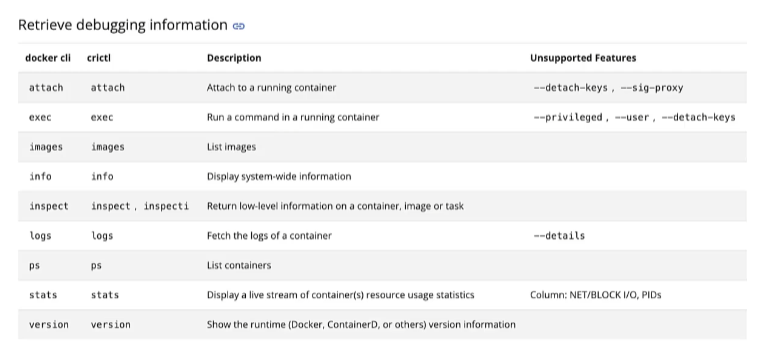 Retrieve debugging information
docker cli crictl Description Unsupported Features
attach attach Attach to a running container --detach-keys , --sig-proxy
exec exec Run a command in a running container --privileged , --user , --detach-keys
images images List images
info info Display system-wide information
inspect inspect , inspecti Return low-level information on a container, image or task
logs logs Fetch the logs of a container --details
ps ps List containers
stats stats Display a live stream of container(s) resource usage statistics Column: NET/BLOCK I/O, PIDs
version version Show the runtime (Docker, ContainerD, or others) version information